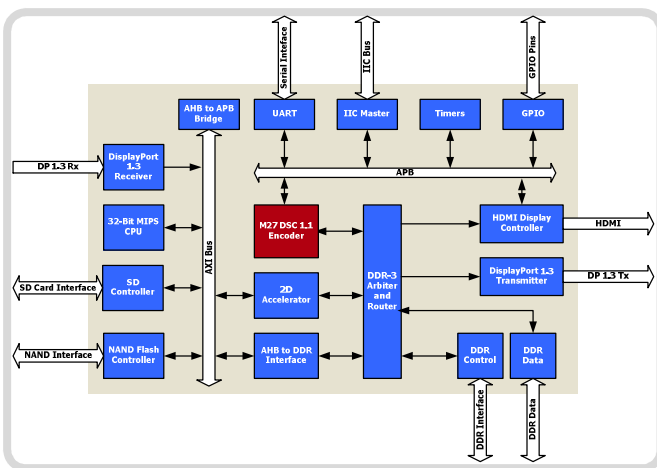 Serial Inteface
IIC Bus
GPIO Pins
AHB to APB
Bridge
UART
IIC Master
Timers
GPIO
DP 1.3 Rx
DisplayPort
1.3
Receiver
APB
32-Bit MIPS
CPU
AXI Bus
M27 DSC 1.1
Encoder
HDMI Display
Controller
HDMI
SD Card Interface
SD
Controller
2D
Accelerator
DDR-3
Arbiter
and
Router
DisplayPort 1.3
Transmitter
DP 1.3 Tx
NAND Interface
NAND Flash
Controller
AHB to DDR
Interface
DDR
Control
DDR
Data
DDR Interface
DDR Data